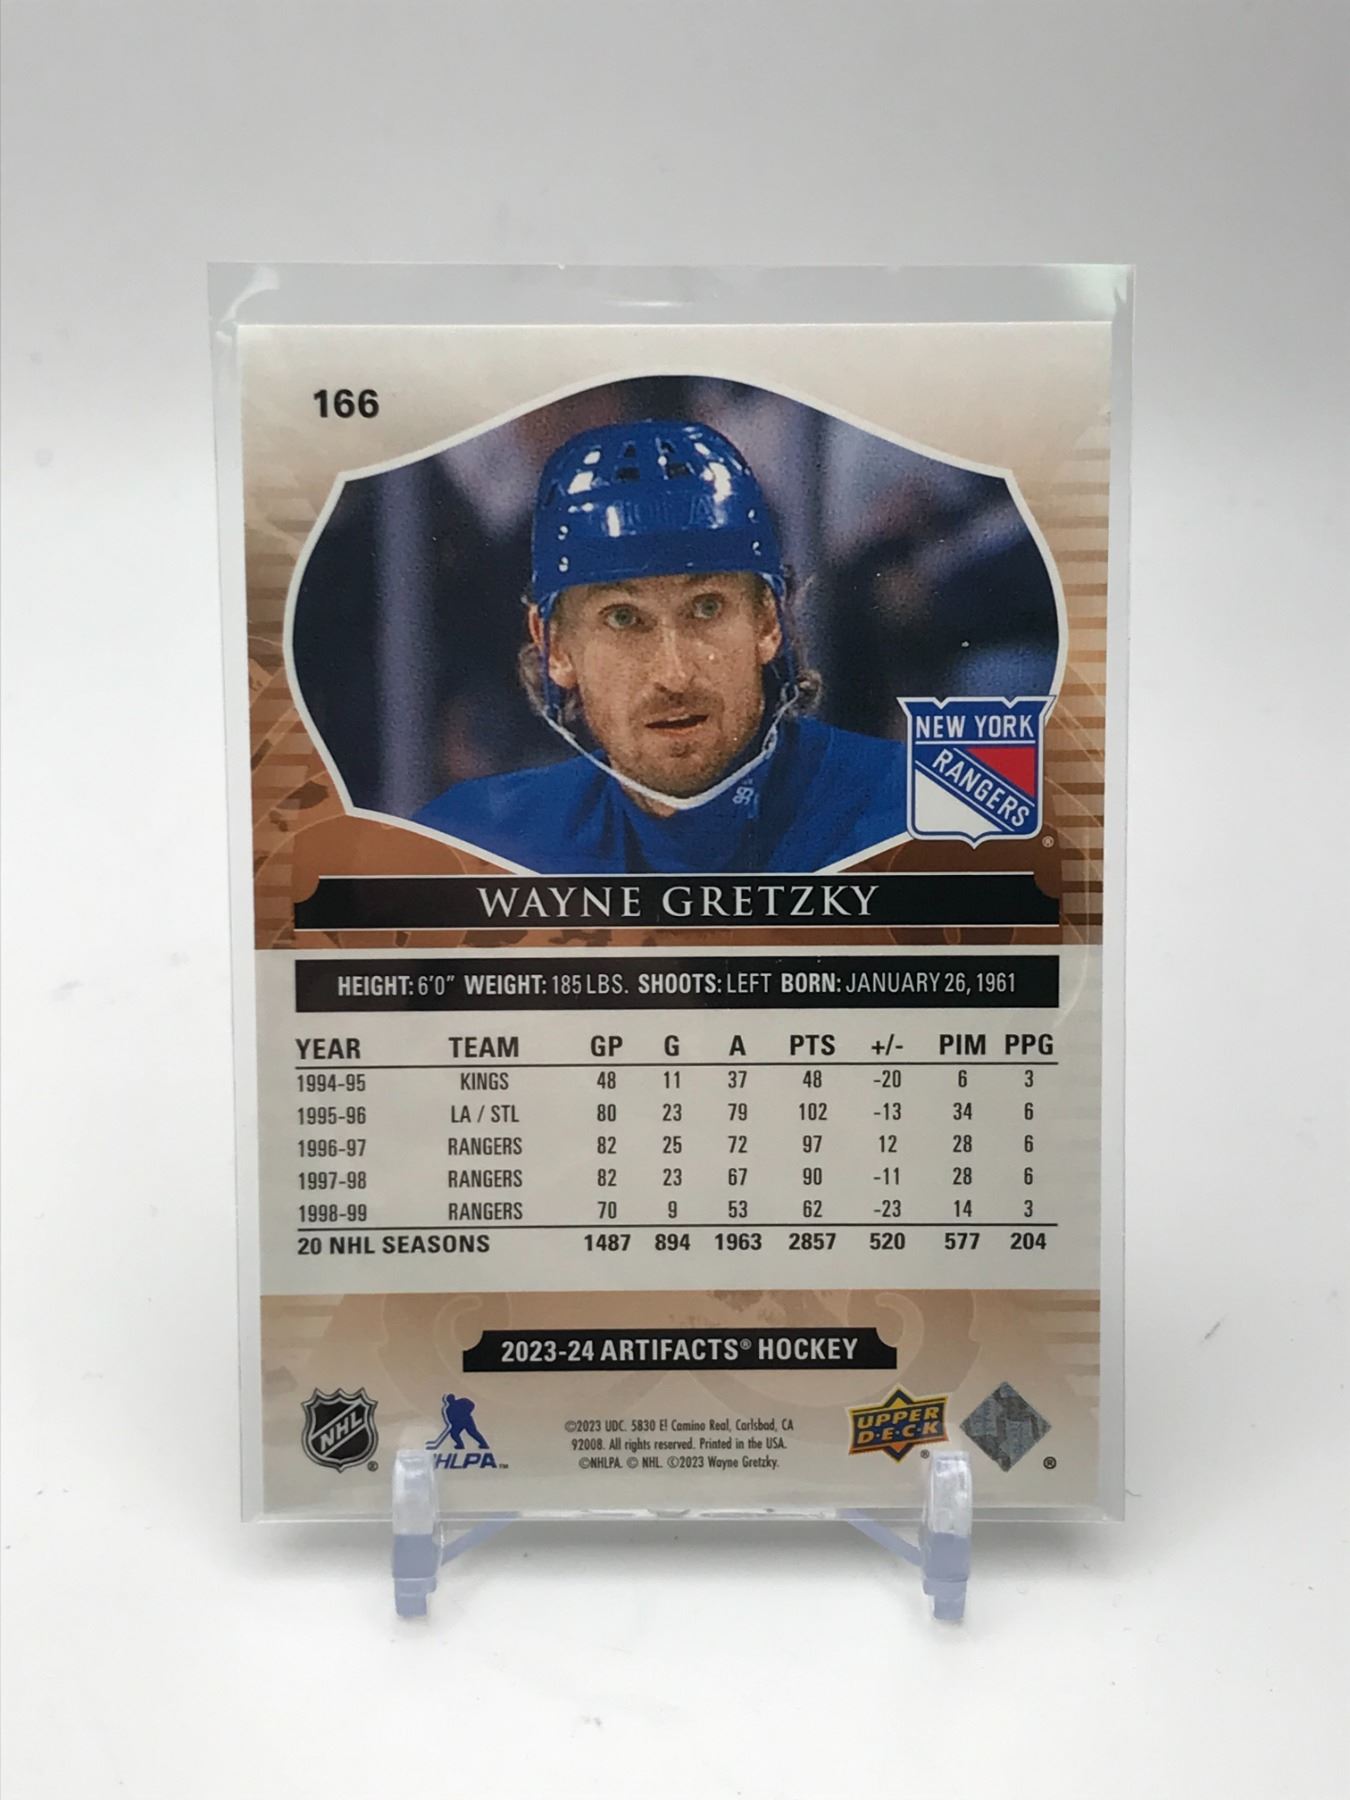 166
NEW YORK
RANGERS
®
WAYNE GRETZKY
HEIGHT: 6'0" WEIGHT: 185 LBS. SHOOTS: LEFT BORN: JANUARY 26, 1961
YEAR TEAM GP G A PTS +/- PIM PPG
1994-95 KINGS 48 11 37 48 -20 6 3
1995-96 LA / STL 80 23 79 102 -13 34 6
1996-97 RANGERS 82 25 72 97 12 28 6
1997-98 RANGERS 82 23 67 90 -11 28 6
1998-99 RANGERS 70 9 53 62 -23 14 3
20 NHL SEASONS 1487 894 1963 2857 520 577 204
2023-24 ARTIFACTS® HOCKEY
NHL ®
NHLPA™
©2023 UDC. 5830 El Camino Real, Carlsbad, CA
92008. All rights reserved. Printed in the USA.
©NHLPA. © NHL. ©2023 Wayne Gretzky.
UPPER
D·E·C·K ®
®